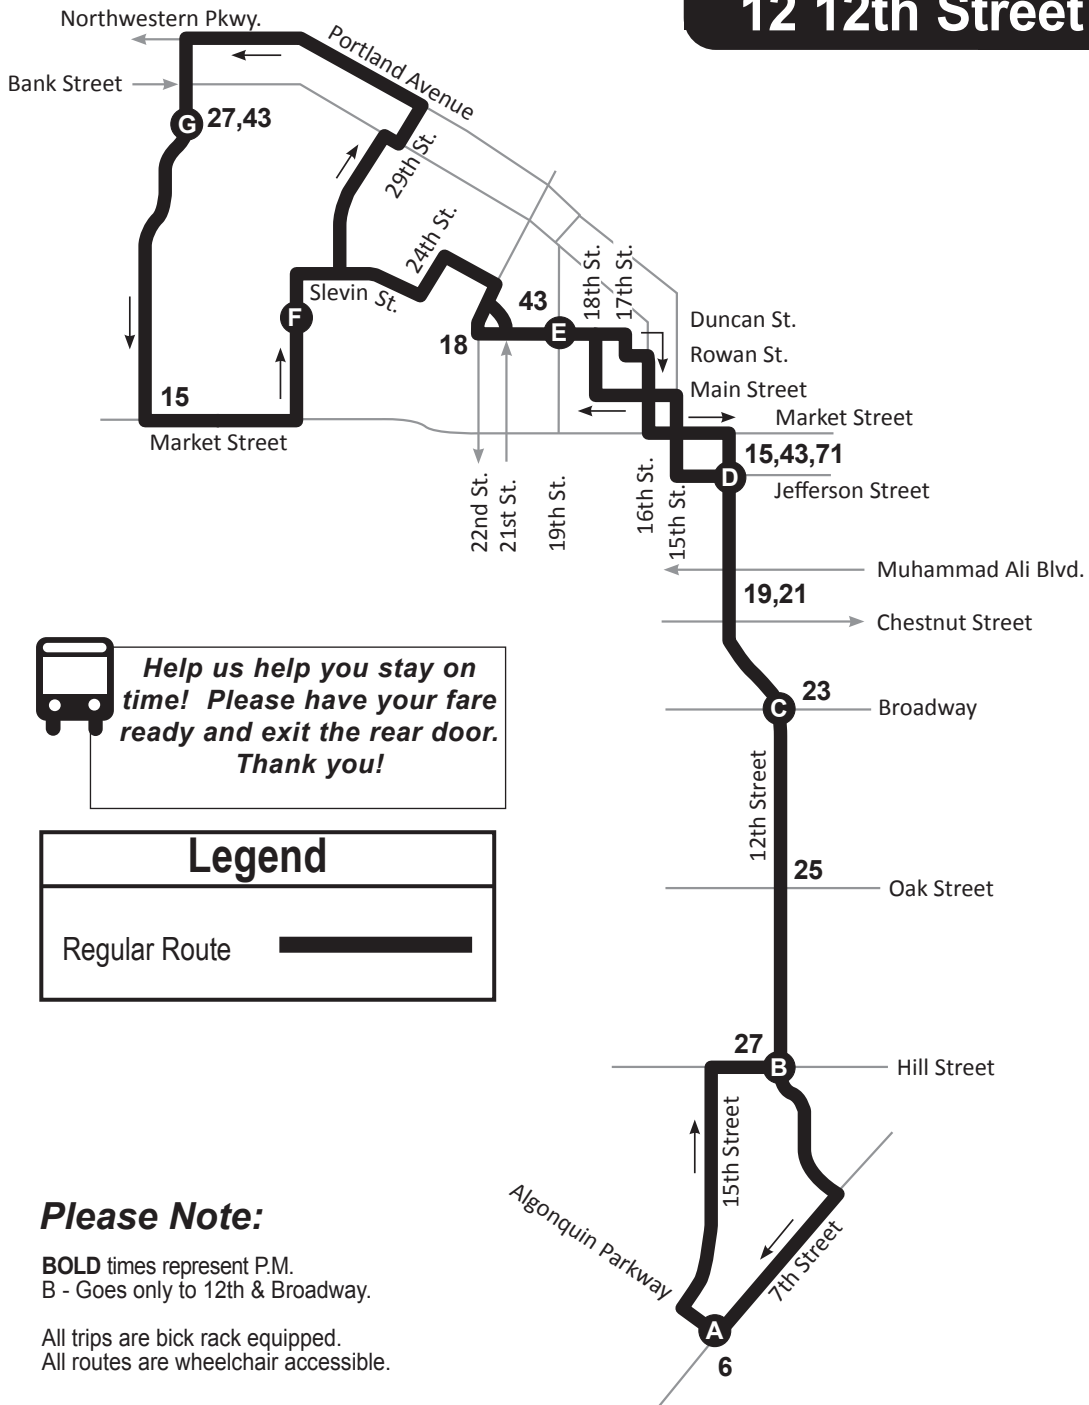 12 12th Street
Northwestern Pkwy.
Portland Avenue
Bank Street
G 27,43
29th St.
24th St.
Slevin St.
F
18th St.
17th St.
43
E
18
Duncan St.
Rowan St.
Main Street
15
Market Street
Market Street
15,43,71
D
Jefferson Street
22nd St.
21st St.
19th St.
16th St.
15th St.
Muhammad Ali Blvd.
19,21
Chestnut Street
Help us help you stay on
time! Please have your fare
ready and exit the rear door.
Thank you!
23
C
Broadway
12th Street
Legend
Regular Route
25
Oak Street
27
B
Hill Street
15th Street
Algonquin Parkway
7th Street
A
6
Please Note:
BOLD times represent P.M.
B - Goes only to 12th & Broadway.
All trips are bick rack equipped.
All routes are wheelchair accessible.